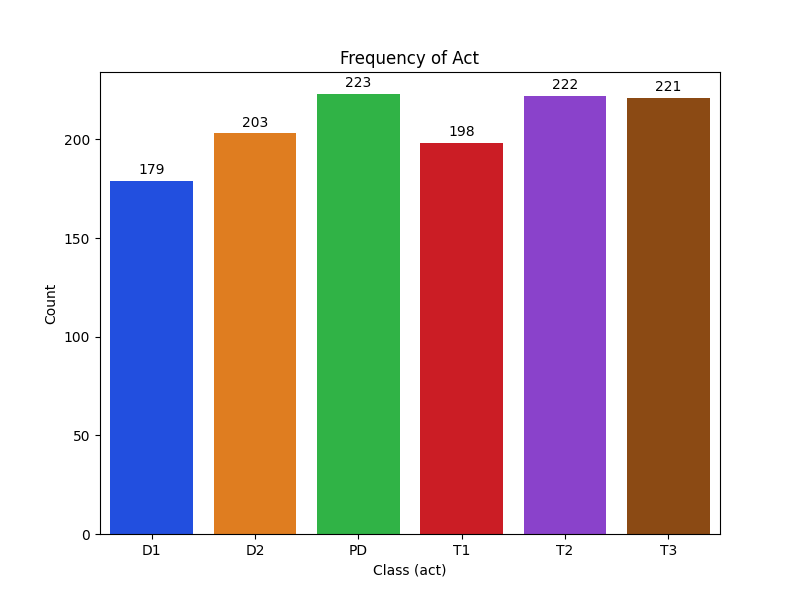 Frequency of Act
223
222
221
203
198
179
200
150
100
50
0
Count
D1 D2 PD T1 T2 T3
Class (act)